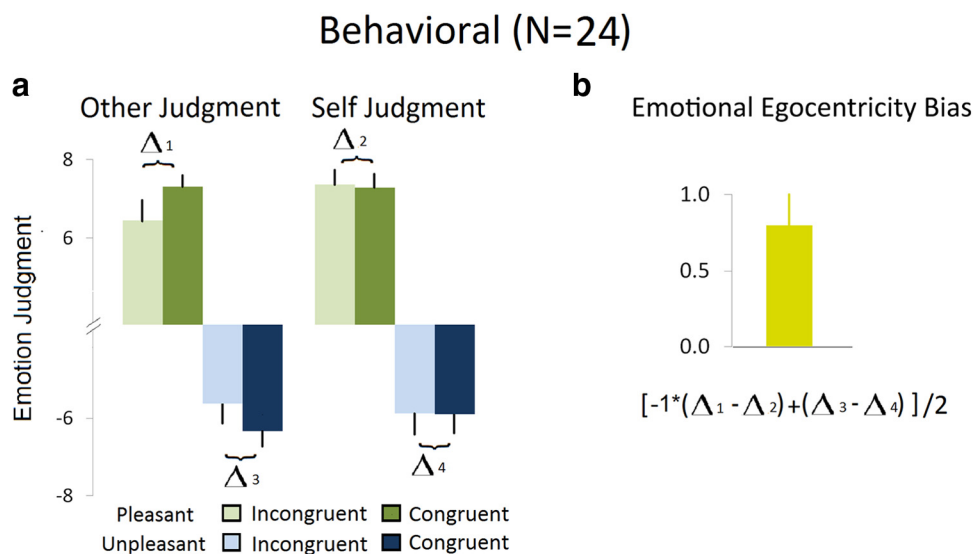 Behavioral (N=24)
a
Other Judgment Self Judgment
Δ1 Δ2
8
6
-6
-8
Emotion Judgment
Δ3 Δ4
Pleasant Incongruent Congruent
Unpleasant Incongruent Congruent
b
Emotional Egocentricity Bias
1.0
0.5
0.0
[-1*(Δ1 - Δ2)+(Δ3 - Δ4) ]/2